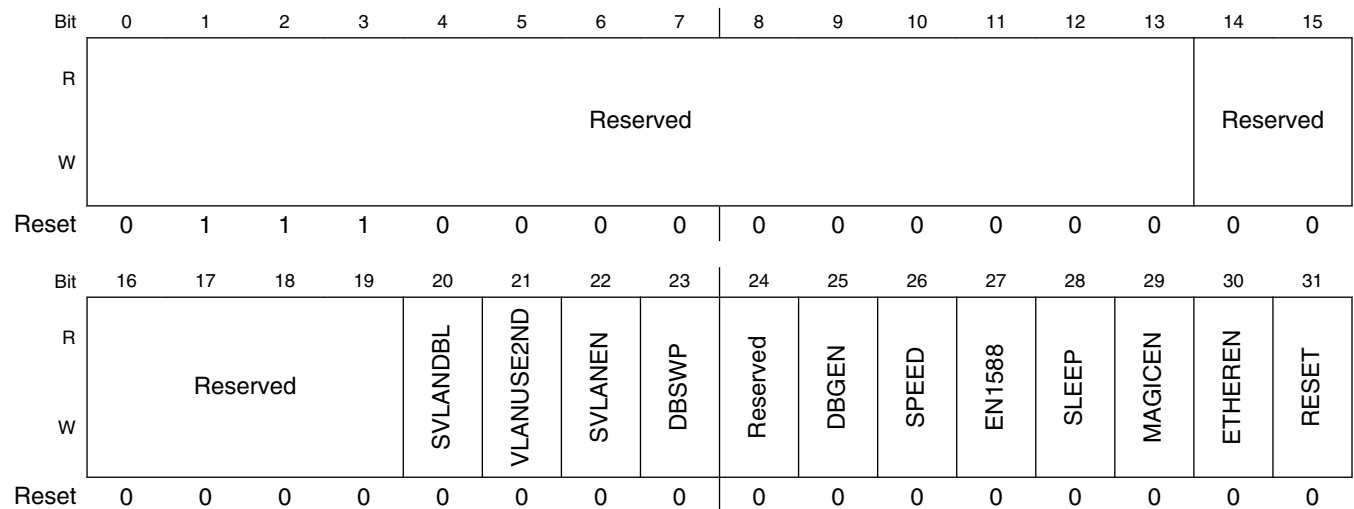 Bit 0 1 2 3 4 5 6 7 8 9 10 11 12 13 14 15
R
Reserved Reserved
W
Reset 0 1 1 1 0 0 0 0 0 0 0 0 0 0 0 0
Bit 16 17 18 19 20 21 22 23 24 25 26 27 28 29 30 31
R
Reserved SVLANDBL VLANUSE2ND SVLANEN DBSWP Reserved DBGEN SPEED EN1588 SLEEP MAGICEN ETHEREN RESET
W
Reset 0 0 0 0 0 0 0 0 0 0 0 0 0 0 0 0